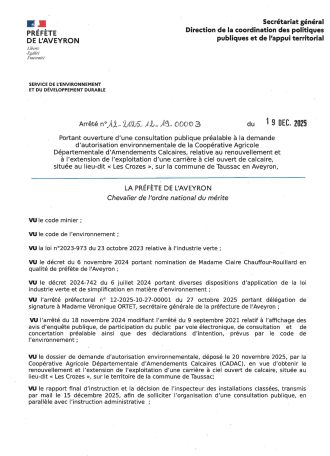 Secrétariat général
Direction de la coordination des politiques
publiques et de l'appui territorial
PRÉFÈTE
DE L'AVEYRON
Liberté
Égalité
Fraternité
SERVICE DE L'ENVIRONNEMENT
ET DU DÉVELOPPEMENT DURABLE
Arrêté n° 12-2025-12-19-00003 du 19 DEC. 2025
Portant ouverture d'une consultation publique préalable à la demande
d'autorisation environnementale de la Coopérative Agricole
Départementale d'Amendements Calcaires, relative au renouvellement et
à l'extension de l'exploitation d'une carrière à ciel ouvert de calcaire,
située au lieu-dit « Les Crozes », sur la commune de Taussac en Aveyron,
LA PRÉFÈTE DE L'AVEYRON
Chevalier de l'ordre national du mérite
VU le code minier ;
VU le code de l'environnement ;
VU la loi n°2023-973 du 23 octobre 2023 relative à l'industrie verte ;
VU le décret du 6 novembre 2024 portant nomination de Madame Claire Chauffour-Rouillard en
qualité de préfète de l'Aveyron ;
VU le décret 2024-742 du 6 juillet 2024 portant diverses dispositions d'application de la loi
industrie verte et de simplification en matière d'environnement ;
VU l'arrêté préfectoral n° 12-2025-10-27-00001 du 27 octobre 2025 portant délégation de
signature à Madame Véronique ORTET, secrétaire générale de la préfecture de l'Aveyron ;
VU l'arrêté du 18 novembre 2024 modifiant l'arrêté du 9 septembre 2021 relatif à l'affichage des
avis d'enquête publique, de participation du public par voie électronique, de consultation et de
concertation préalable ainsi que des déclarations d'intention, prévus par le code de
l'environnement ;
VU le dossier de demande d'autorisation environnementale, déposé le 20 novembre 2025, par la
Coopérative Agricole Départementale d'Amendements Calcaires (CADAC), en vue d'obtenir le
renouvellement et l'extension de l'exploitation d'une carrière à ciel ouvert de calcaire, située au
lieu-dit « Les Crozes », sur le territoire de la commune de Taussac;
VU le rapport final d'instruction et la décision de l'inspecteur des installations classées, transmis
par mail le 15 décembre 2025, afin de solliciter l'organisation d'une consultation publique, en
parallèle avec l'instruction administrative ;